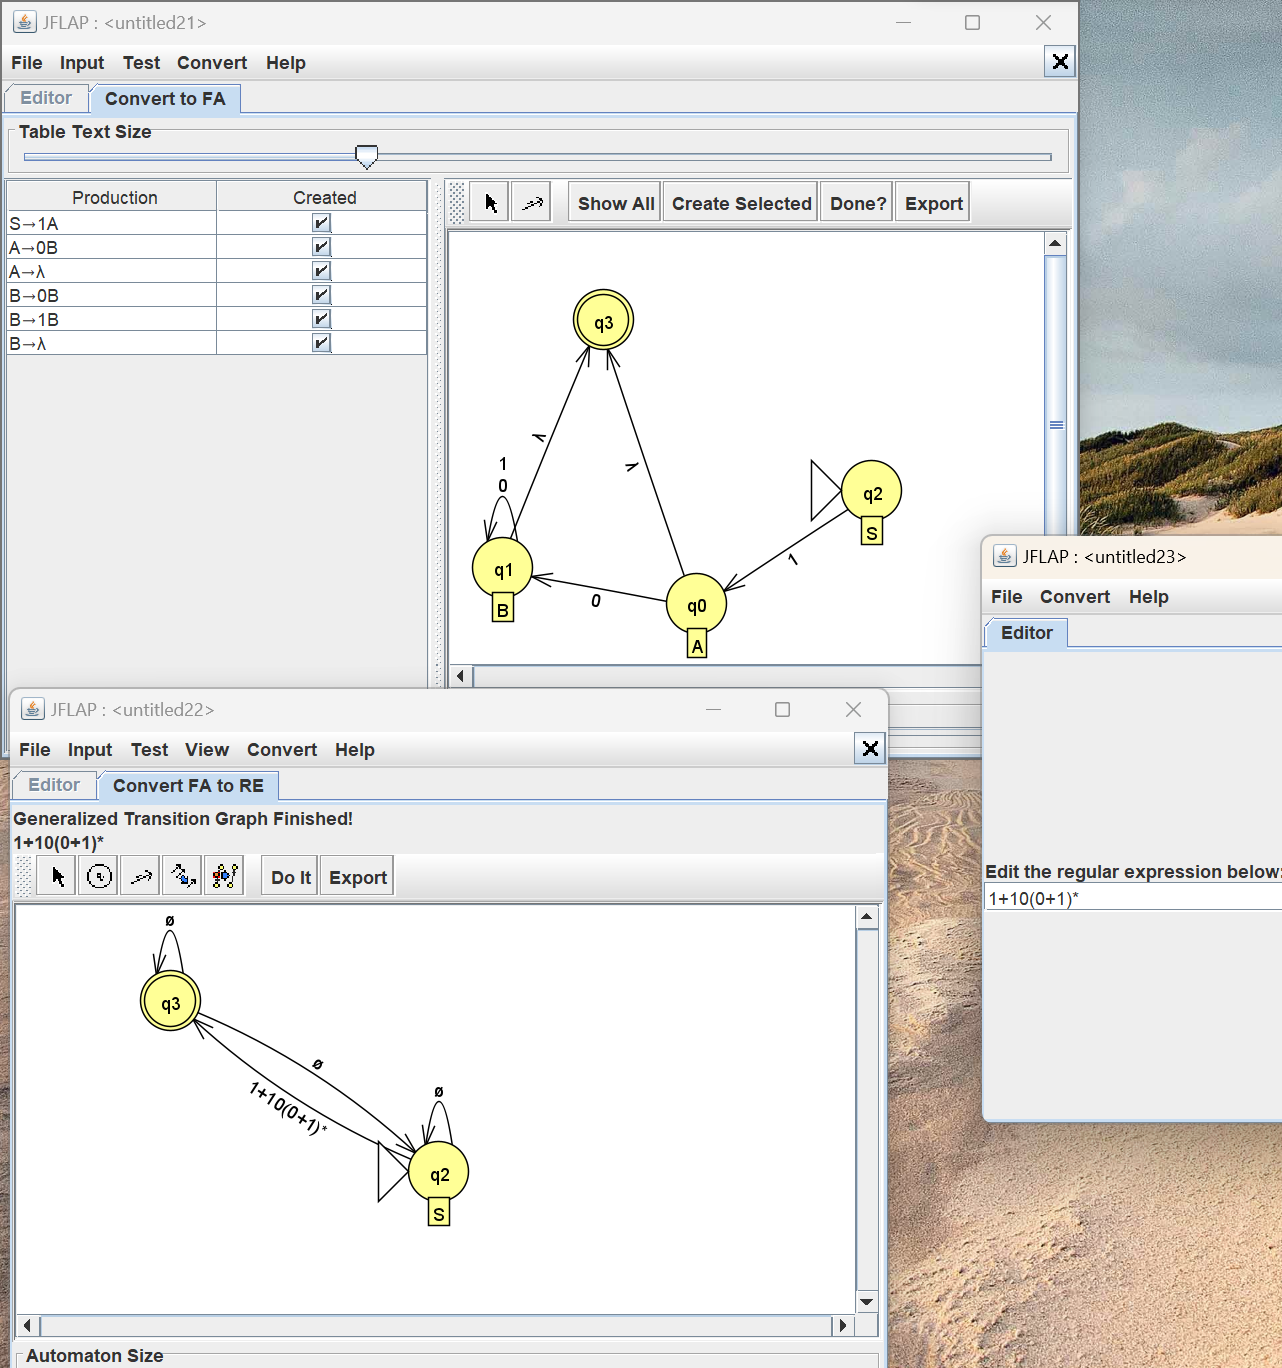 JFLAP : <untitled21>
File Input Test Convert Help
Editor Convert to FA
Table Text Size
Production Created
S→1A
A→0B
A→λ
B→0B
B→1B
B→λ
Show All Create Selected Done? Export
q3
λ
λ
1
0
q2
S
1
q1
B
0
q0
A
JFLAP : <untitled23>
File Convert Help
Editor
Edit the regular expression below:
1+10(0+1)*
JFLAP : <untitled22>
File Input Test View Convert Help
Editor Convert FA to RE
Generalized Transition Graph Finished!
1+10(0+1)*
Do It Export
ø
q3
ø
1+10(0+1)*
ø
q2
S
Automaton Size